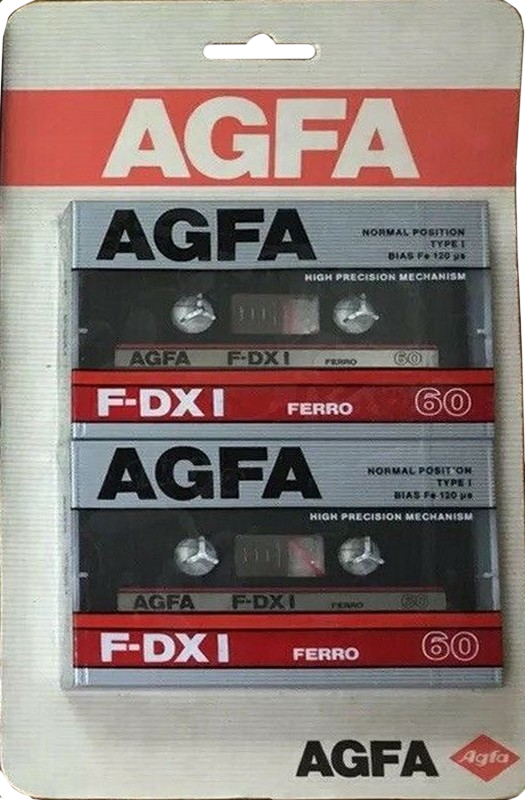 AGFA
AGFA
NORMAL POSITION
TYPE I
BIAS Fe 120 µs
HIGH PRECISION MECHANISM
AGFA F-DX I FERRO 60
F-DX I FERRO 60
AGFA
NORMAL POSITION
TYPE I
BIAS Fe 120 µs
HIGH PRECISION MECHANISM
AGFA F-DX I FERRO 60
F-DX I FERRO 60
AGFA Agfa